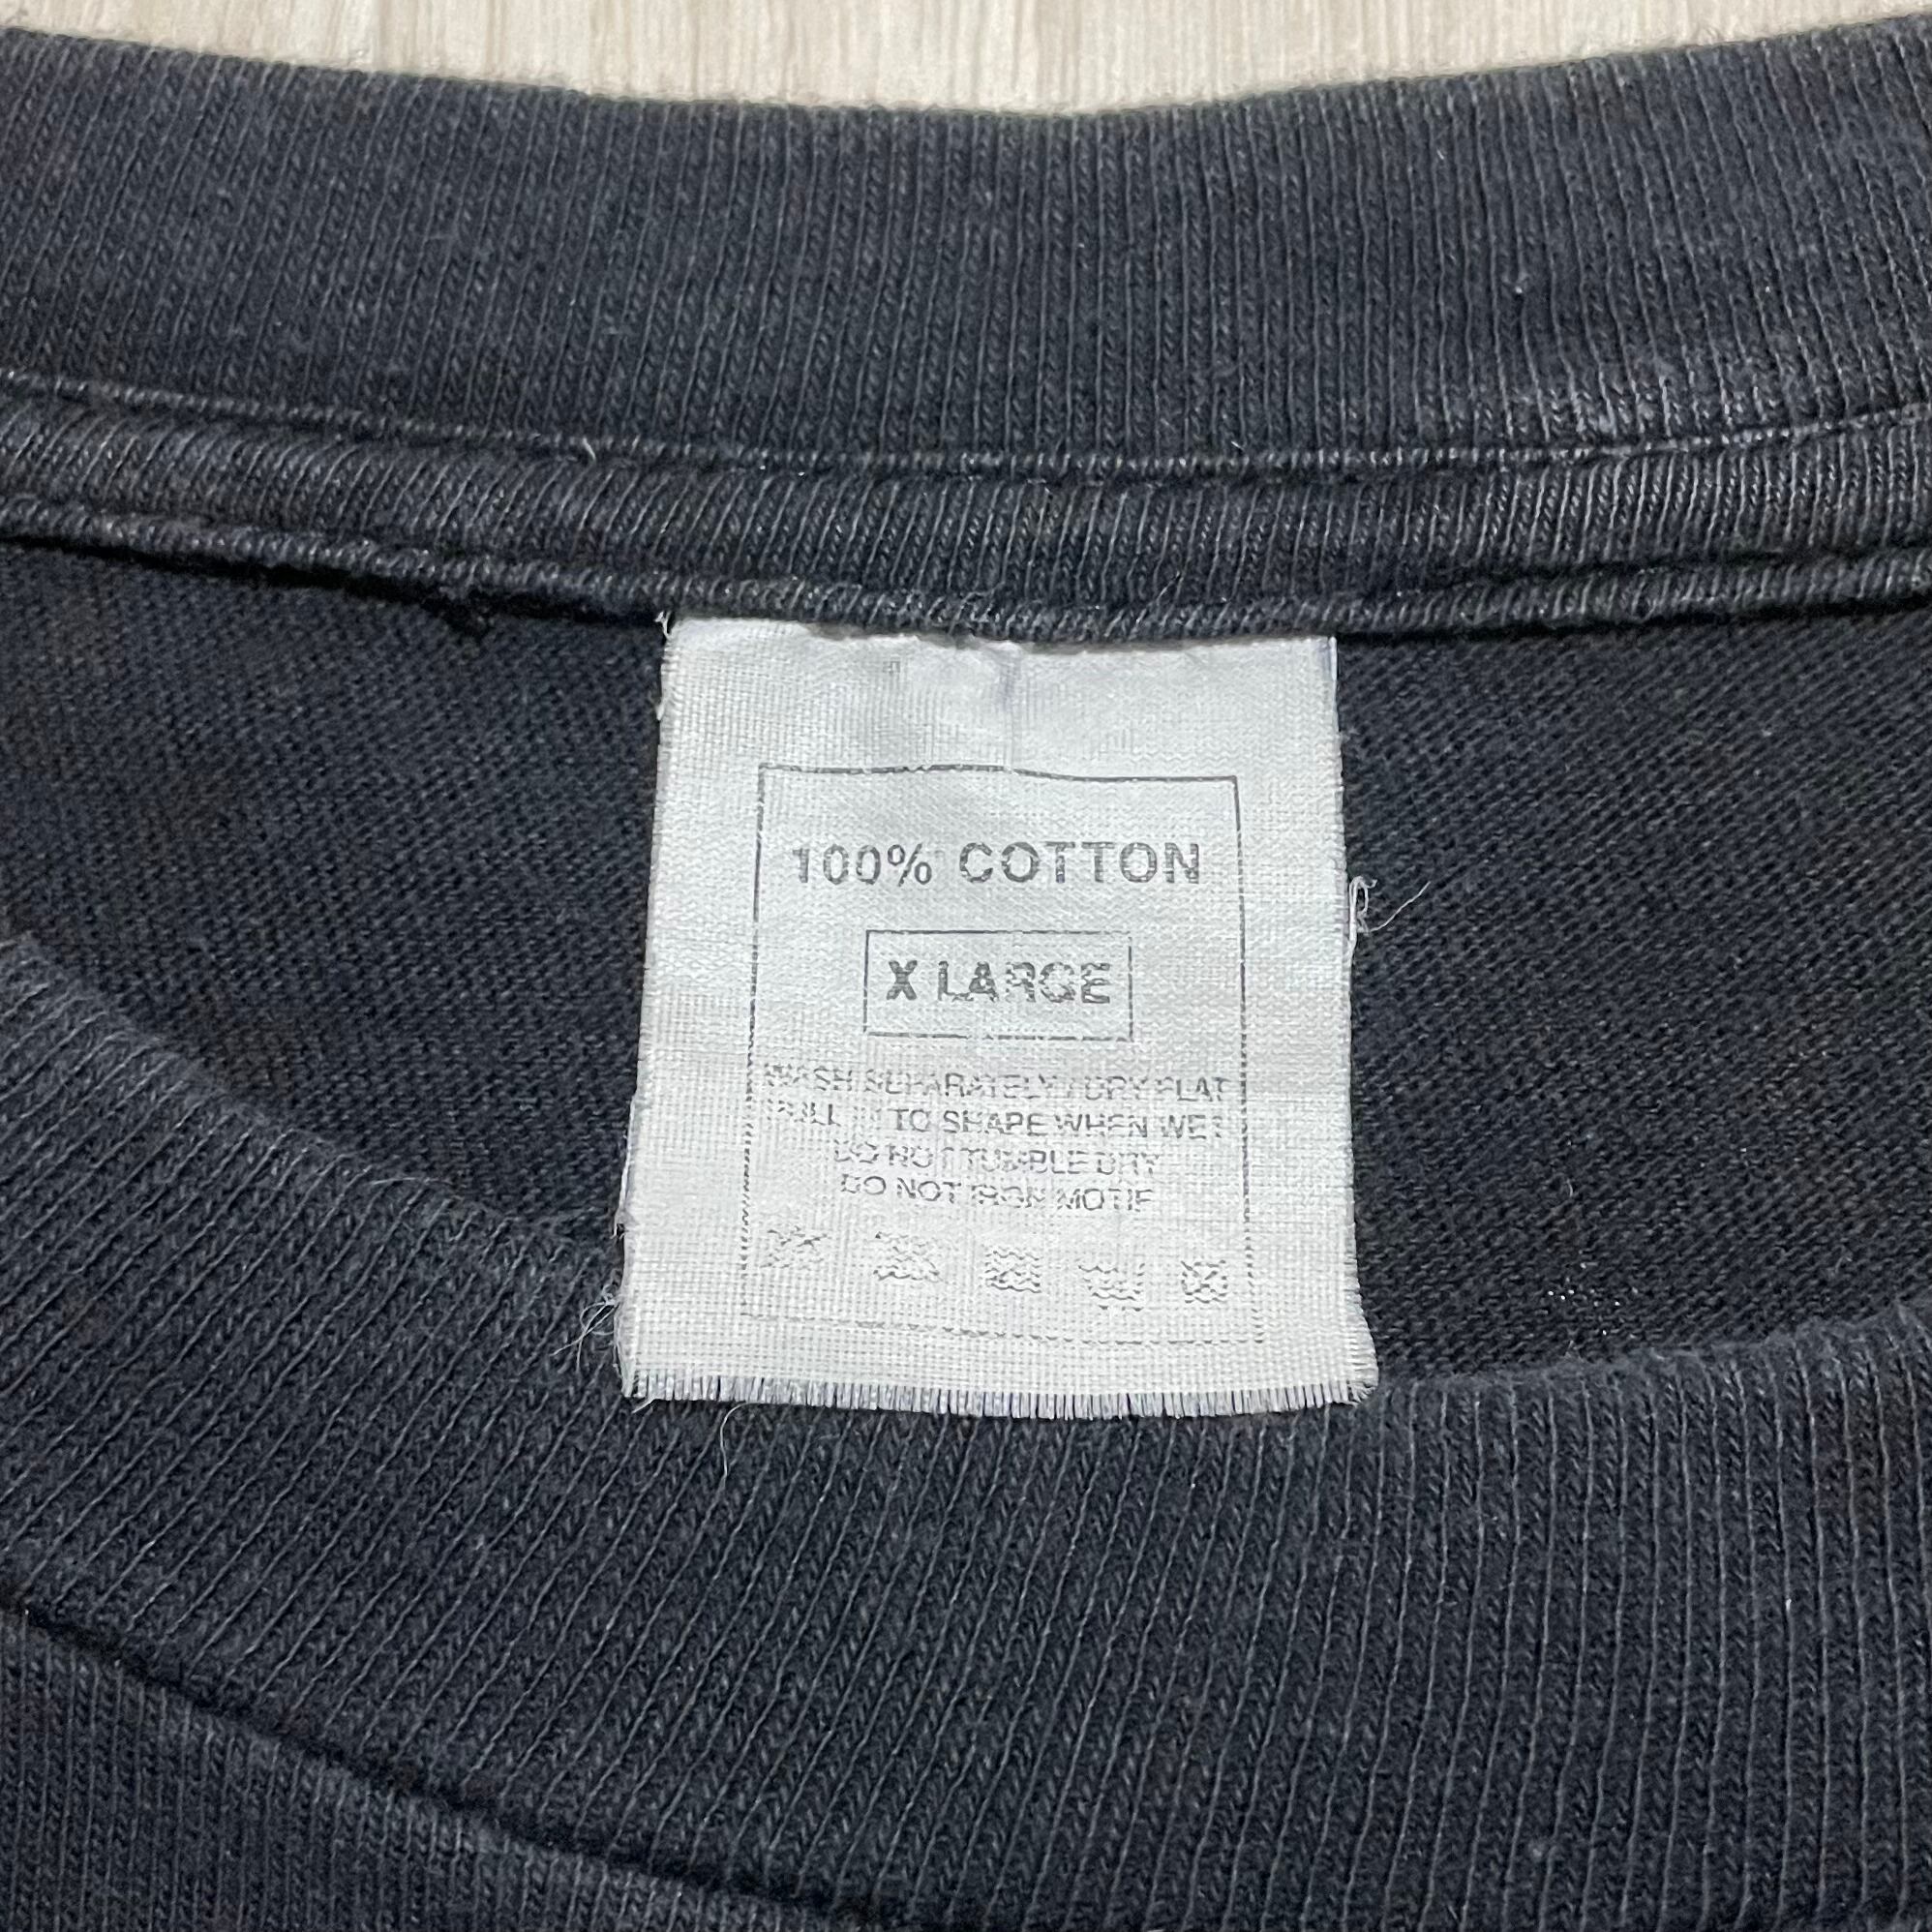 100% COTTON
X LARGE
WASH SEPARATELY / DRY FLAT
PULL TO SHAPE WHEN WET
DO NOT TUMBLE DRY
DO NOT IRON MOTIF